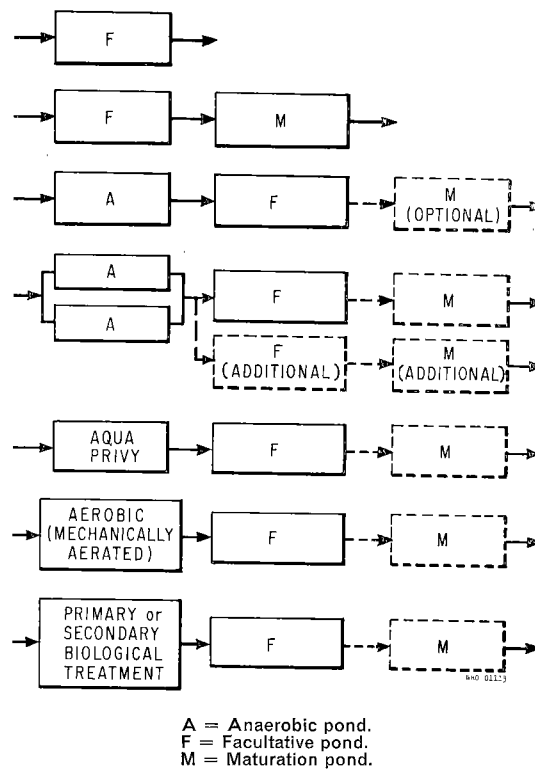 F
F M
A F M
(OPTIONAL)
A
A
F M
F
(ADDITIONAL)
M
(ADDITIONAL)
AQUA
PRIVY
F M
AEROBIC
(MECHANICALLY
AERATED)
F M
PRIMARY or
SECONDARY
BIOLOGICAL
TREATMENT
F M
A = Anaerobic pond.
F = Facultative pond.
M = Maturation pond.